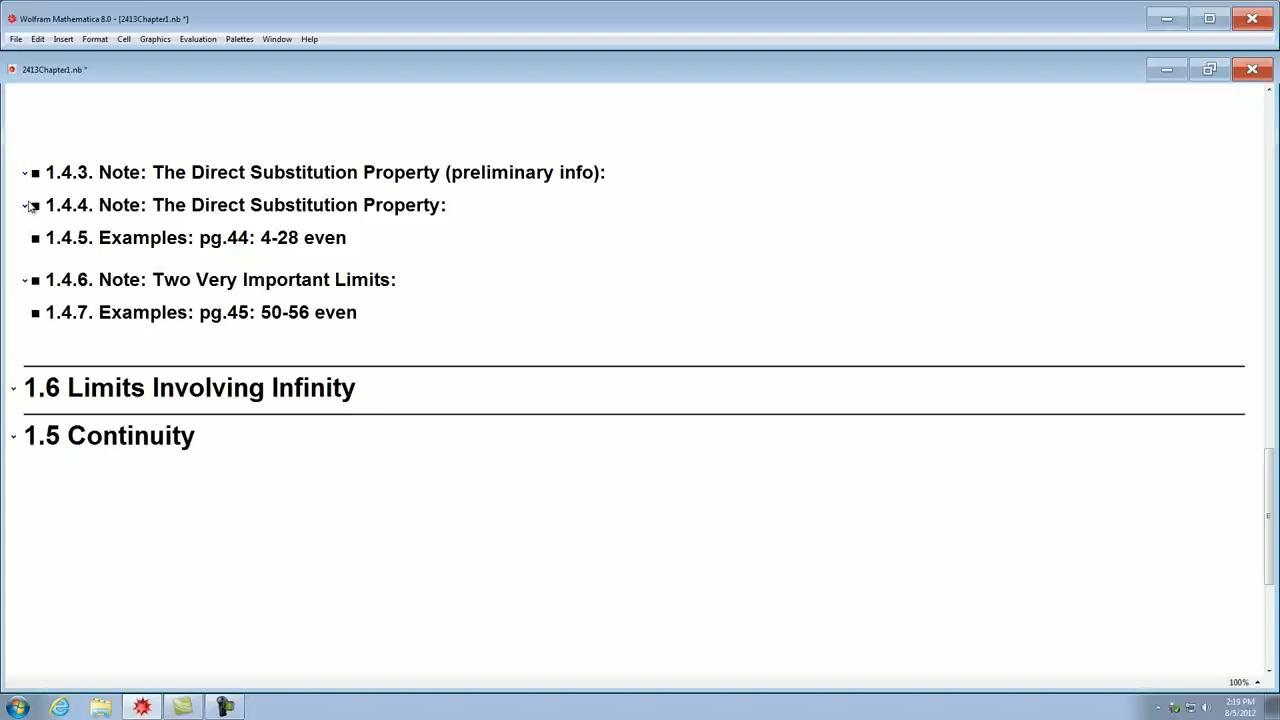 Wolfram Mathematica 8.0 - [2413Chapter1.nb *]
File Edit Insert Format Cell Graphics Evaluation Palettes Window Help
2413Chapter1.nb *
1.4.3. Note: The Direct Substitution Property (preliminary info):
1.4.4. Note: The Direct Substitution Property:
1.4.5. Examples: pg.44: 4-28 even
1.4.6. Note: Two Very Important Limits:
1.4.7. Examples: pg.45: 50-56 even
1.6 Limits Involving Infinity
1.5 Continuity
100%
2:19 PM
8/5/2012